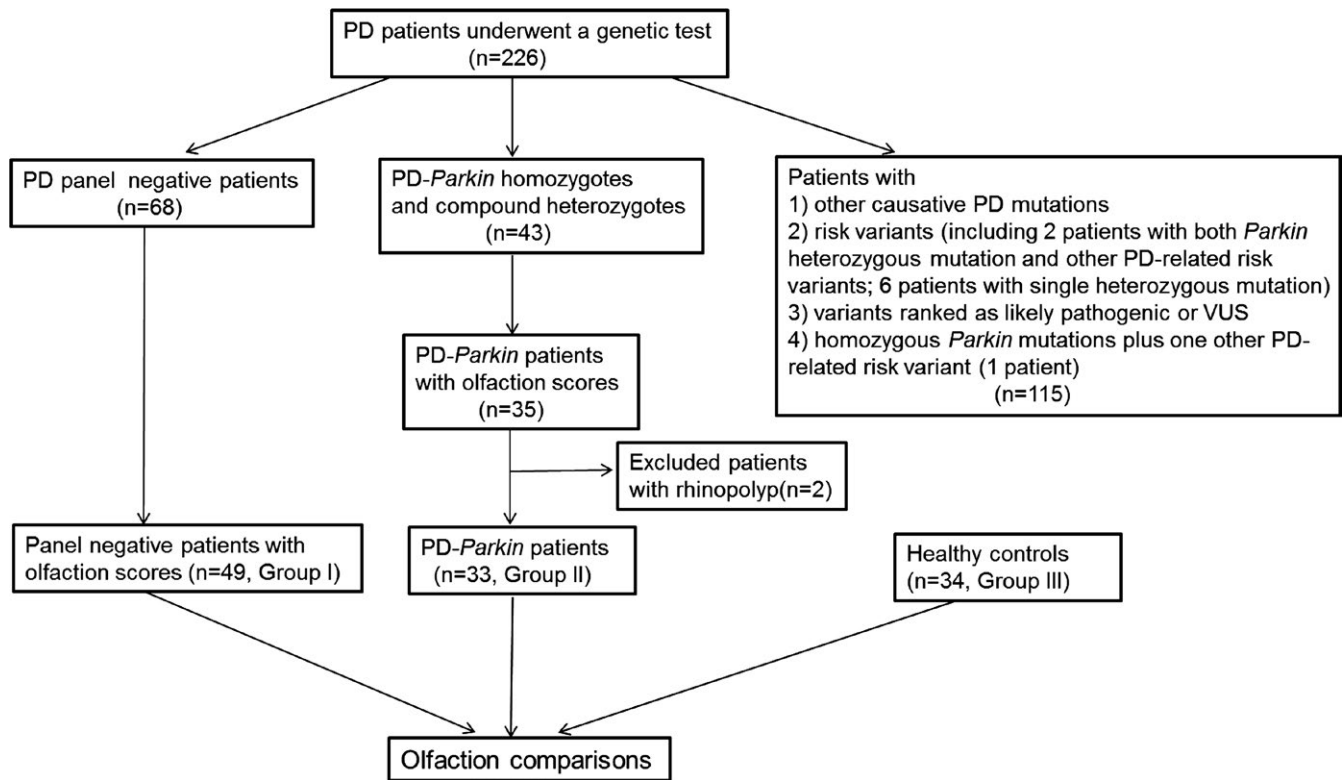 PD patients underwent a genetic test
(n=226)
PD panel negative patients
(n=68)
PD-Parkin homozygotes
and compound heterozygotes
(n=43)
Patients with
1) other causative PD mutations
2) risk variants (including 2 patients with both Parkin
heterozygous mutation and other PD-related risk
variants; 6 patients with single heterozygous mutation)
3) variants ranked as likely pathogenic or VUS
4) homozygous Parkin mutations plus one other PD-
related risk variant (1 patient)
(n=115)
PD-Parkin patients
with olfaction scores
(n=35)
Excluded patients
with rhinopolyp(n=2)
Panel negative patients with
olfaction scores (n=49, Group I)
PD-Parkin patients
(n=33, Group II)
Healthy controls
(n=34, Group III)
Olfaction comparisons